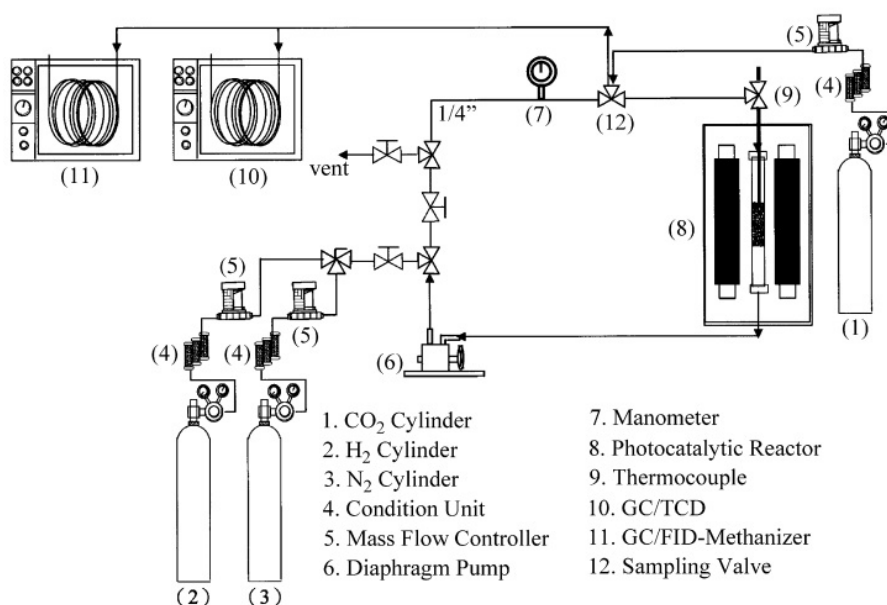 (5)
(4)
1/4”
(7)
(12)
(9)
(11)
(10)
vent
(8)
(5)
(5)
(1)
(4)
(4)
(6)
1. CO₂ Cylinder
2. H₂ Cylinder
3. N₂ Cylinder
4. Condition Unit
5. Mass Flow Controller
6. Diaphragm Pump
7. Manometer
8. Photocatalytic Reactor
9. Thermocouple
10. GC/TCD
11. GC/FID-Methanizer
12. Sampling Valve
(2)
(3)